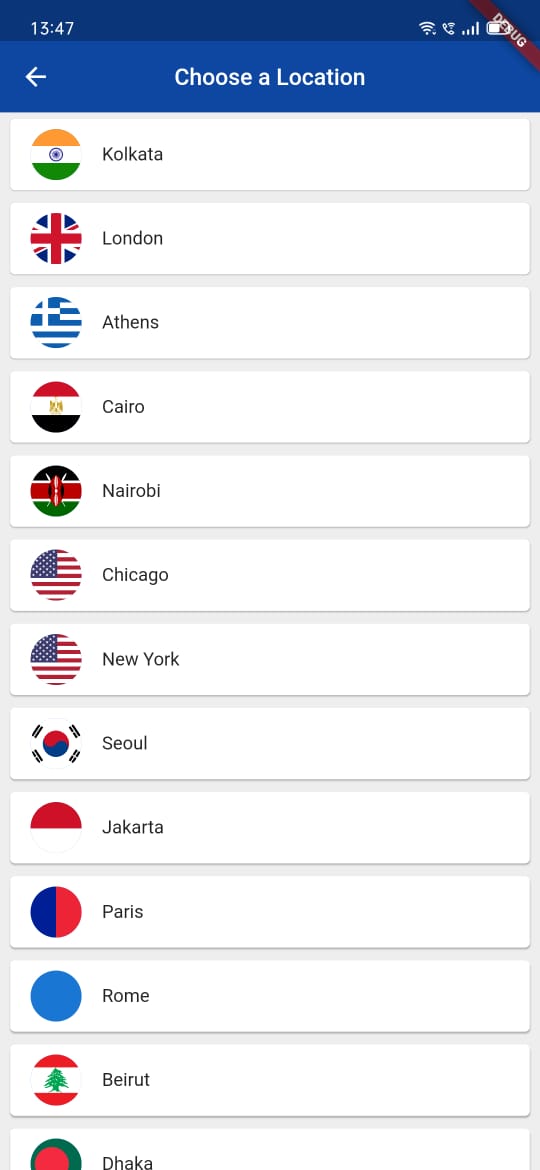 13:47
DEBUG
Choose a Location
Kolkata
London
Athens
Cairo
Nairobi
Chicago
New York
Seoul
Jakarta
Paris
Rome
Beirut
Dhaka